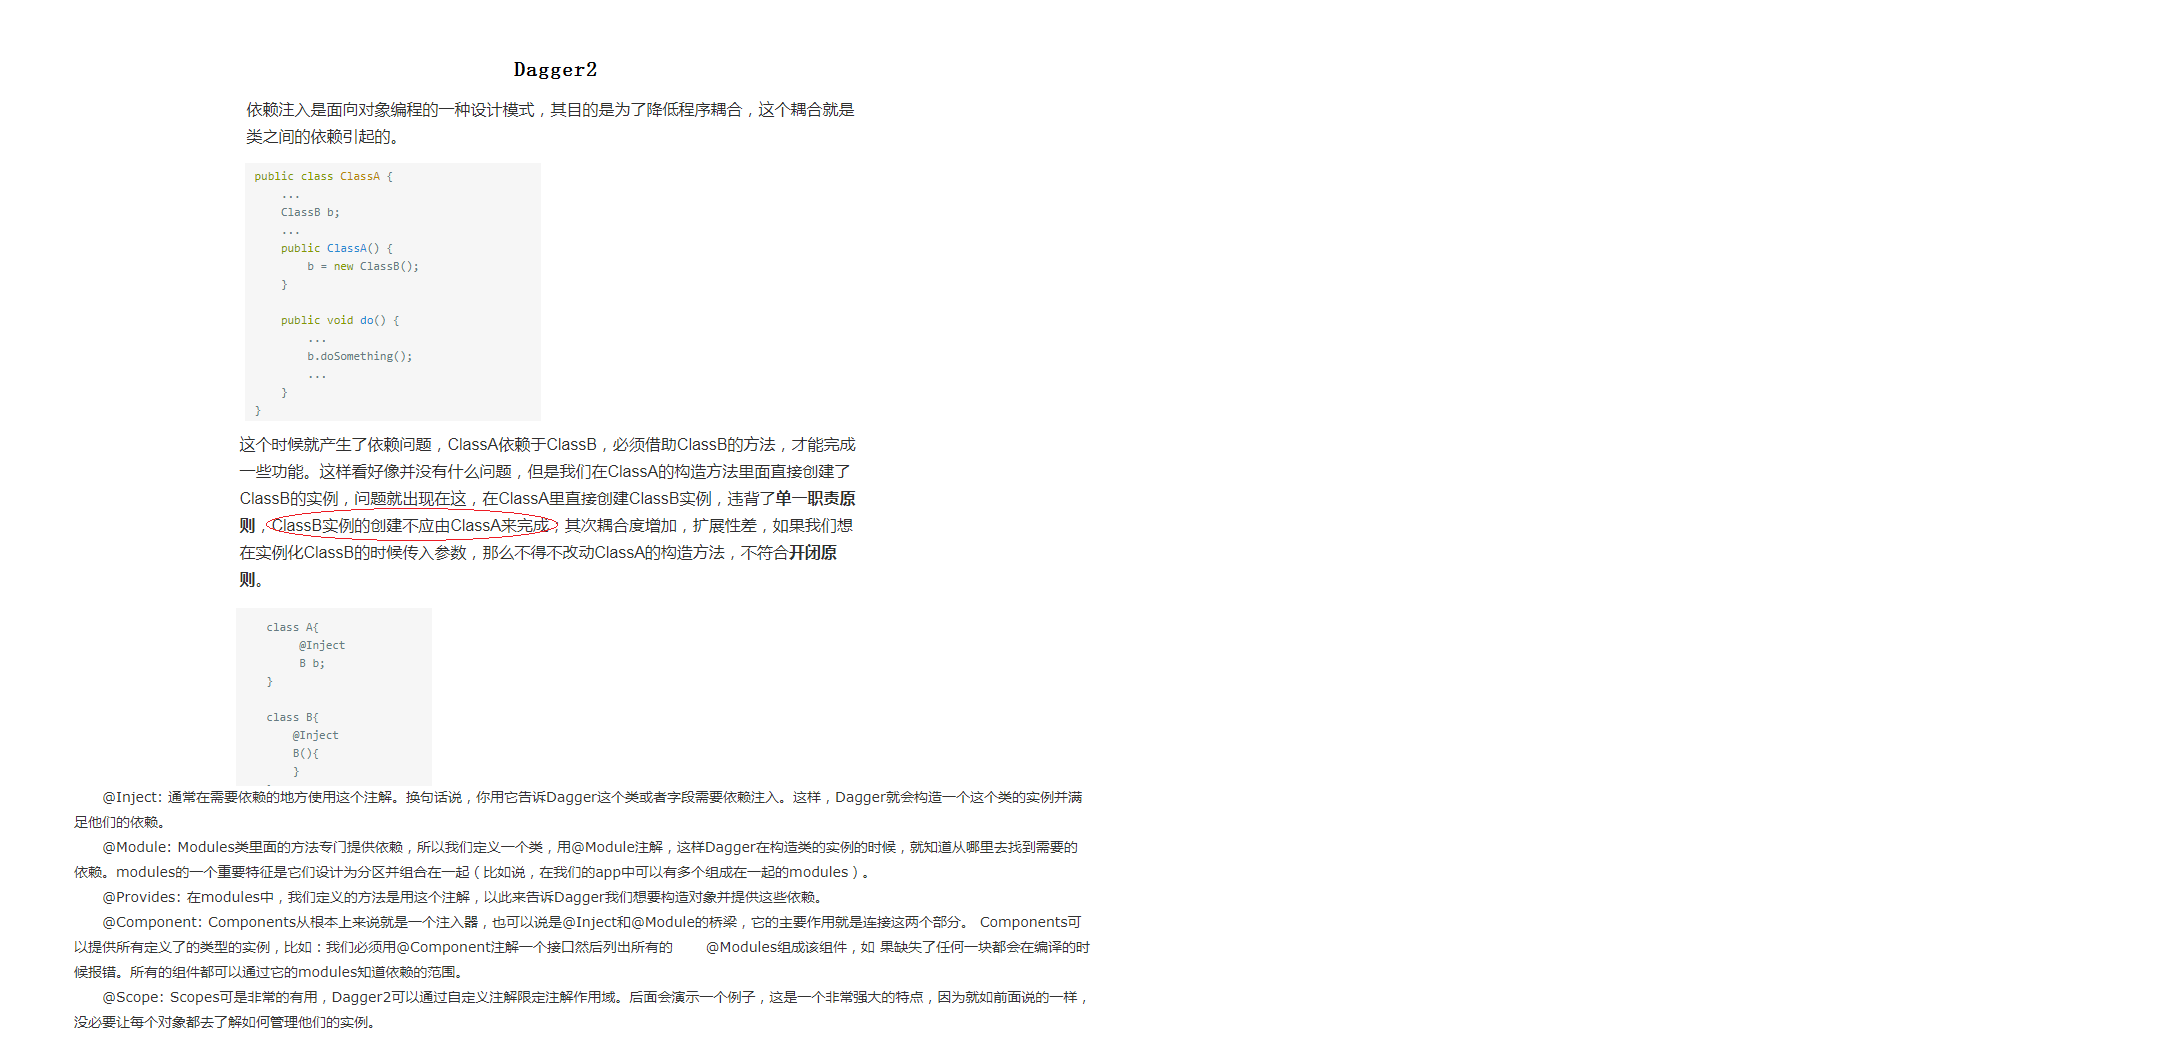 Dagger2
依赖注入是面向对象编程的一种设计模式，其目的是为了降低程序耦合，这个耦合就是
类之间的依赖引起的。
public class ClassA {
...
ClassB b;
...
public ClassA() {
b = new ClassB();
}
public void do() {
...
b.doSomething();
...
}
}
这个时候就产生了依赖问题，ClassA依赖于ClassB，必须借助ClassB的方法，才能完成
一些功能。这样看好像并没有什么问题，但是我们在ClassA的构造方法里面直接创建了
ClassB的实例，问题就出现在这，在ClassA里直接创建ClassB实例，违背了单一职责原
则，ClassB实例的创建不应由ClassA来完成；其次耦合度增加，扩展性差，如果我们想
在实例化ClassB的时候传入参数，那么不得不改动ClassA的构造方法，不符合开闭原
则。
class A{
@Inject
B b;
}
class B{
@Inject
B(){
}
@Inject: 通常在需要依赖的地方使用这个注解。换句话说，你用它告诉Dagger这个类或者字段需要依赖注入。这样，Dagger就会构造一个这个类的实例并满
足他们的依赖。
@Module: Modules类里面的方法专门提供依赖，所以我们定义一个类，用@Module注解，这样Dagger在构造类的实例的时候，就知道从哪里去找到需要的
依赖。modules的一个重要特征是它们设计为分区并组合在一起（比如说，在我们的app中可以有多个组成在一起的modules）。
@Provides: 在modules中，我们定义的方法是用这个注解，以此来告诉Dagger我们想要构造对象并提供这些依赖。
@Component: Components从根本上来说就是一个注入器，也可以说是@Inject和@Module的桥梁，它的主要作用就是连接这两个部分。 Components可
以提供所有定义了的类型的实例，比如：我们必须用@Component注解一个接口然后列出所有的 @Modules组成该组件，如 果缺失了任何一块都会在编译的时
候报错。所有的组件都可以通过它的modules知道依赖的范围。
@Scope: Scopes可是非常的有用，Dagger2可以通过自定义注解限定注解作用域。后面会演示一个例子，这是一个非常强大的特点，因为就如前面说的一样，
没必要让每个对象都去了解如何管理他们的实例。